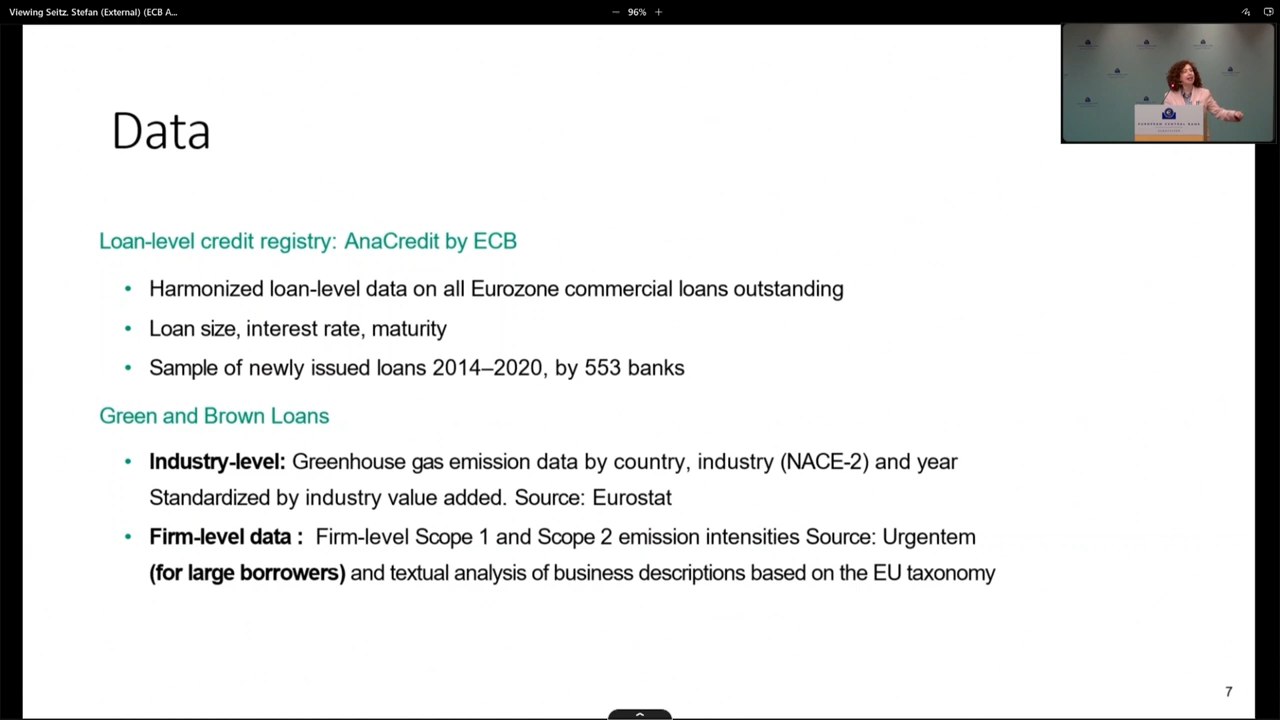 Viewing Seitz, Stefan (External) (ECB A...
96%
Data
Loan-level credit registry: AnaCredit by ECB
• Harmonized loan-level data on all Eurozone commercial loans outstanding
• Loan size, interest rate, maturity
• Sample of newly issued loans 2014–2020, by 553 banks
Green and Brown Loans
• Industry-level: Greenhouse gas emission data by country, industry (NACE-2) and year
Standardized by industry value added. Source: Eurostat
• Firm-level data : Firm-level Scope 1 and Scope 2 emission intensities Source: Urgentem
(for large borrowers) and textual analysis of business descriptions based on the EU taxonomy
7
EUROPEAN CENTRAL BANK